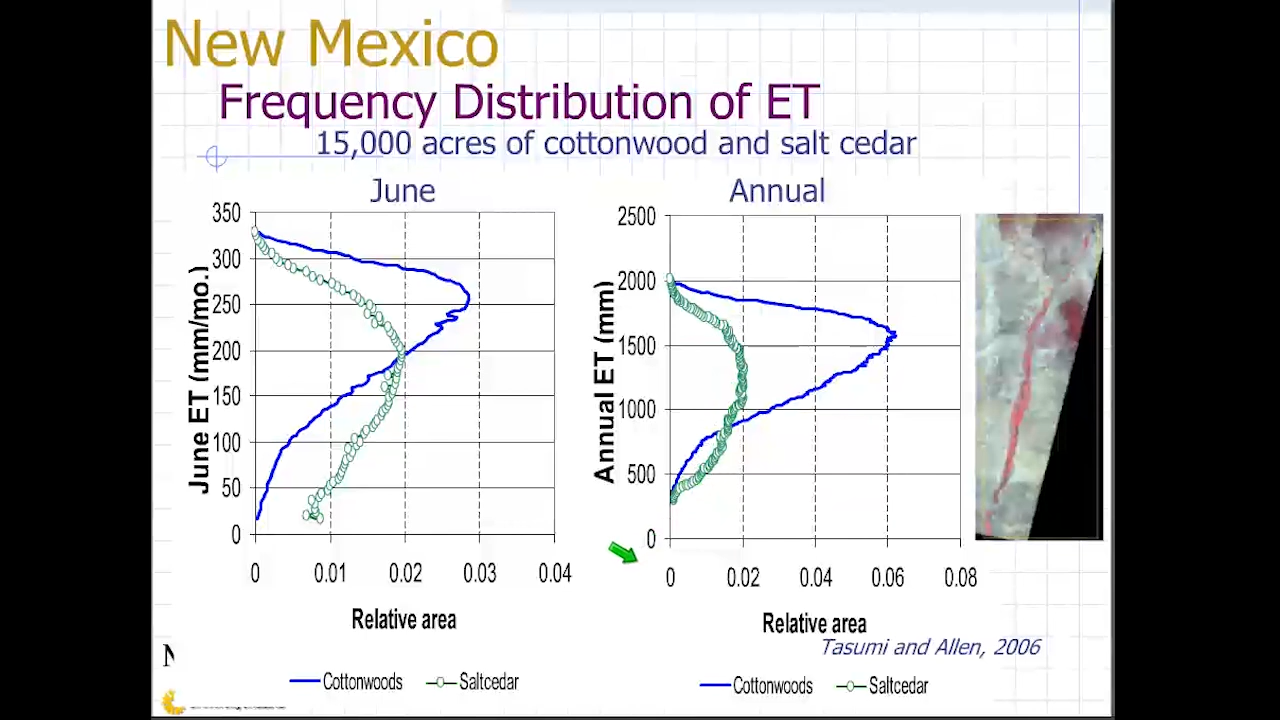 New Mexico
Frequency Distribution of ET
15,000 acres of cottonwood and salt cedar
June
350
300
250
200
150
100
50
0
June ET (mm/mo.)
0 0.01 0.02 0.03 0.04
Relative area
Cottonwoods Saltcedar
Annual
2500
2000
1500
1000
500
0
Annual ET (mm)
0 0.02 0.04 0.06 0.08
Relative area
Tasumi and Allen, 2006
Cottonwoods Saltcedar
N